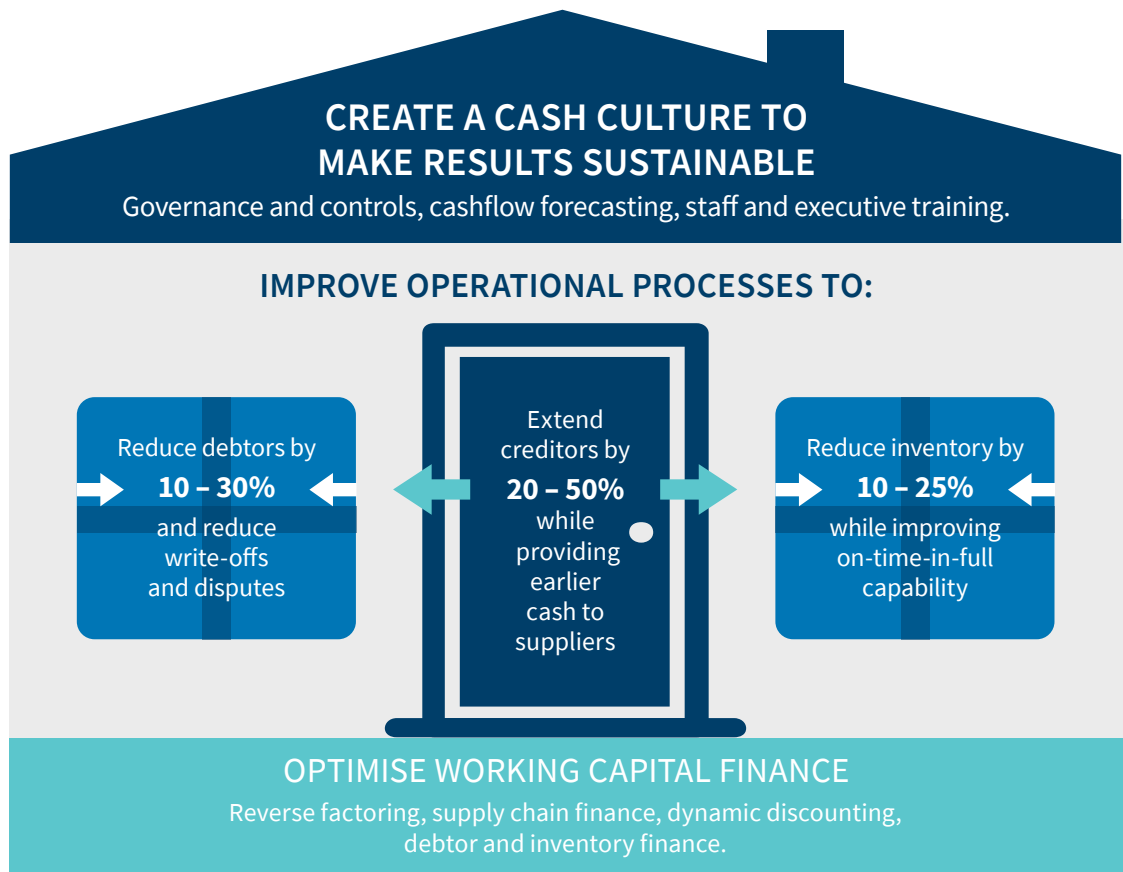 CREATE A CASH CULTURE TO
MAKE RESULTS SUSTAINABLE
Governance and controls, cashflow forecasting, staff and executive training.
IMPROVE OPERATIONAL PROCESSES TO:
Reduce debtors by
10 – 30%
and reduce
write-offs
and disputes
Extend
creditors by
20 – 50%
while
providing
earlier
cash to
suppliers
Reduce inventory by
10 – 25%
while improving
on-time-in-full
capability
OPTIMISE WORKING CAPITAL FINANCE
Reverse factoring, supply chain finance, dynamic discounting,
debtor and inventory finance.